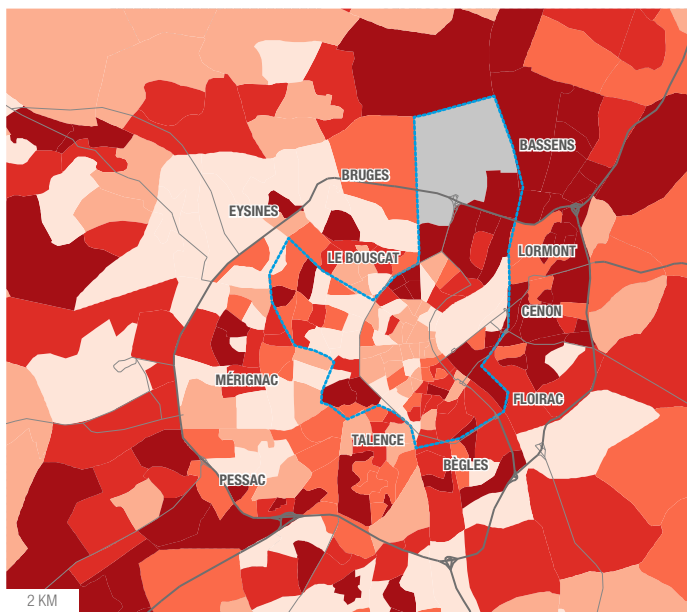 BASSENS
BRUGES
EYSINES
LE BOUSCAT
LORMONT
CENON
MÉRIGNAC
FLOIRAC
TALENCE
BÈGLES
PESSAC
2 KM